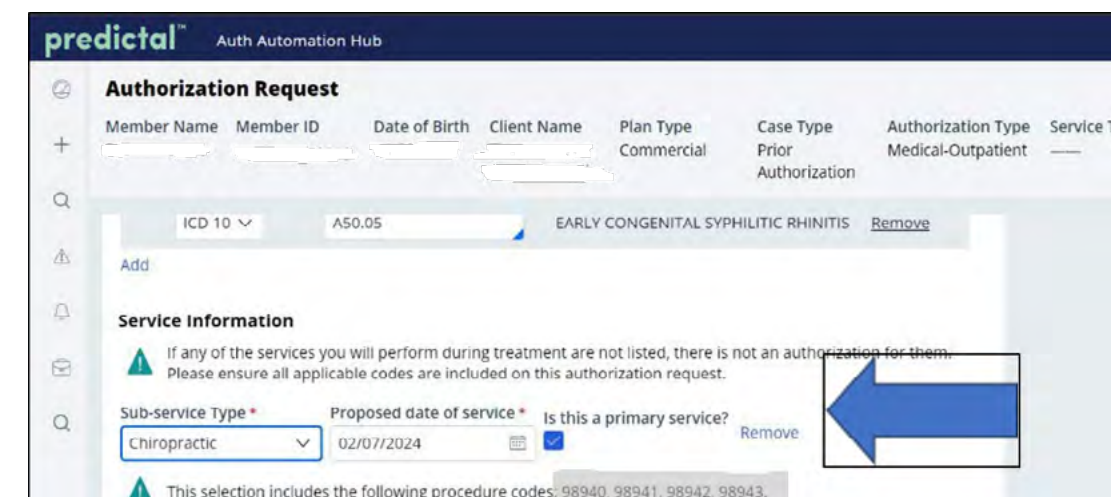 predictal™ Auth Automation Hub
Authorization Request
Member Name Member ID Date of Birth Client Name Plan Type Case Type Authorization Type Service
Commercial Prior Medical-Outpatient ——
Authorization
ICD 10 A50.05 EARLY CONGENITAL SYPHILITIC RHINITIS Remove
Add
Service Information
If any of the services you will perform during treatment are not listed, there is not an authorization for them.
Please ensure all applicable codes are included on this authorization request.
Sub-service Type * Proposed date of service * Is this a primary service?
Chiropractic 02/07/2024 Remove
This selection includes the following procedure codes: 98940, 98941, 98942, 98943,